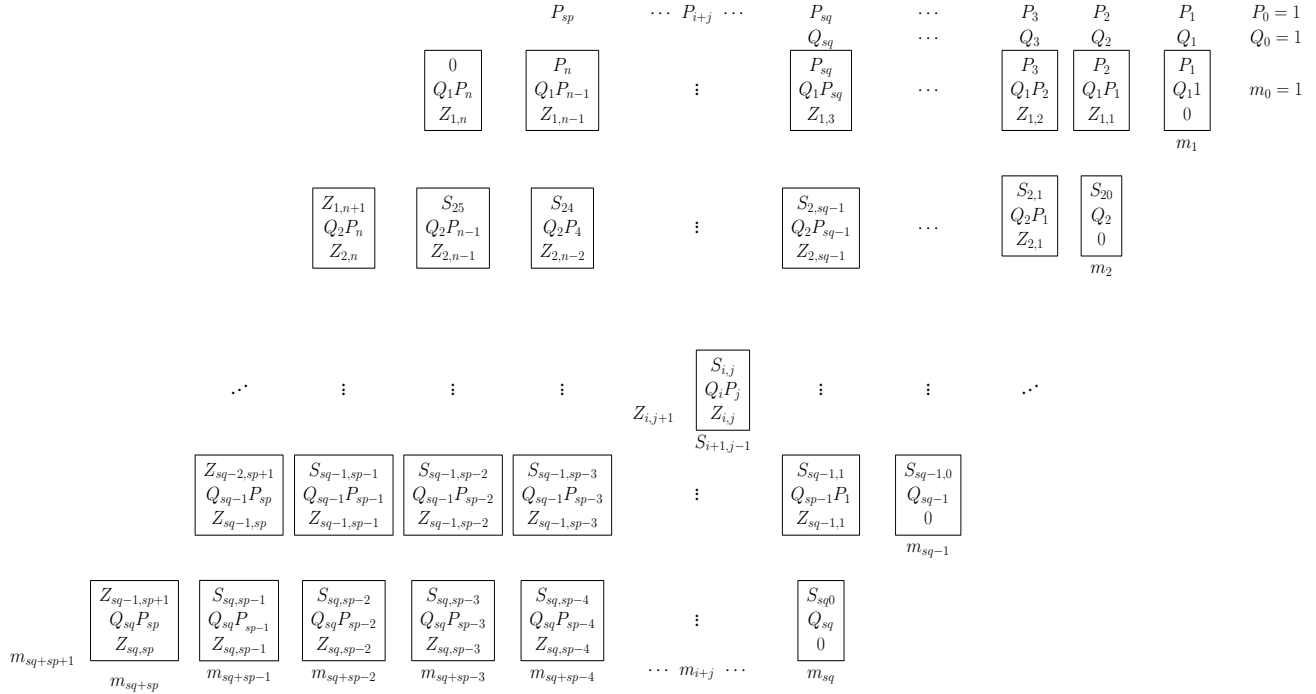 P_{sp} ⋯ P_{i+j} ⋯ P_{sq} ⋯ P_3 P_2 P_1 P_0 = 1
Q_{sq} ⋯ Q_3 Q_2 Q_1 Q_0 = 1
0 P_n P_{sq} P_3 P_2 P_1
Q_1P_n Q_1P_{n−1} ⋮ Q_1P_{sq} ⋯ Q_1P_2 Q_1P_1 Q_11 m_0 = 1
Z_{1,n} Z_{1,n−1} Z_{1,3} Z_{1,2} Z_{1,1} 0
m_1
Z_{1,n+1} S_{25} S_{24} S_{2,sq−1} S_{2,1} S_{20}
Q_2P_n Q_2P_{n−1} Q_2P_4 ⋮ Q_2P_{sq−1} ⋯ Q_2P_1 Q_2
Z_{2,n} Z_{2,n−1} Z_{2,n−2} Z_{2,sq−1} Z_{2,1} 0
m_2
S_{i,j}
⋰ ⋮ ⋮ ⋮ Q_iP_j ⋮ ⋮ ⋰
Z_{i,j+1} Z_{i,j}
S_{i+1,j−1}
Z_{sq−2,sp+1} S_{sq−1,sp−1} S_{sq−1,sp−2} S_{sq−1,sp−3} S_{sq−1,1} S_{sq−1,0}
Q_{sq−1}P_{sp} Q_{sq−1}P_{sp−1} Q_{sq−1}P_{sp−2} Q_{sq−1}P_{sp−3} ⋮ Q_{sp−1}P_1 Q_{sq−1}
Z_{sq−1,sp} Z_{sq−1,sp−1} Z_{sq−1,sp−2} Z_{sq−1,sp−3} Z_{sq−1,1} 0
m_{sq−1}
Z_{sq−1,sp+1} S_{sq,sp−1} S_{sq,sp−2} S_{sq,sp−3} S_{sq,sp−4} S_{sq0}
Q_{sq}P_{sp} Q_{sq}P_{sp−1} Q_{sq}P_{sp−2} Q_{sq}P_{sp−3} Q_{sq}P_{sp−4} ⋮ Q_{sq}
Z_{sq,sp} Z_{sq,sp−1} Z_{sq,sp−2} Z_{sq,sp−3} Z_{sq,sp−4} 0
m_{sq+sp+1} m_{sq+sp} m_{sq+sp−1} m_{sq+sp−2} m_{sq+sp−3} m_{sq+sp−4} ⋯ m_{i+j} ⋯ m_{sq}